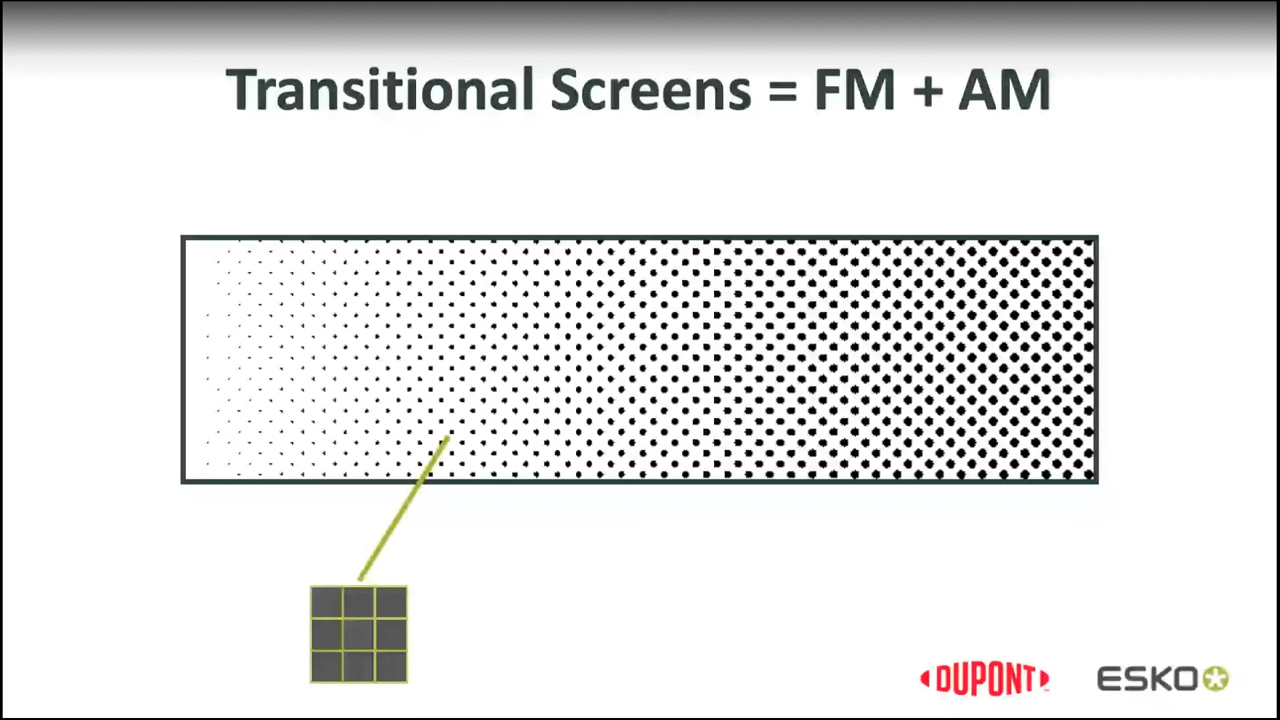 Transitional Screens = FM + AM
DUPONT
ESKO